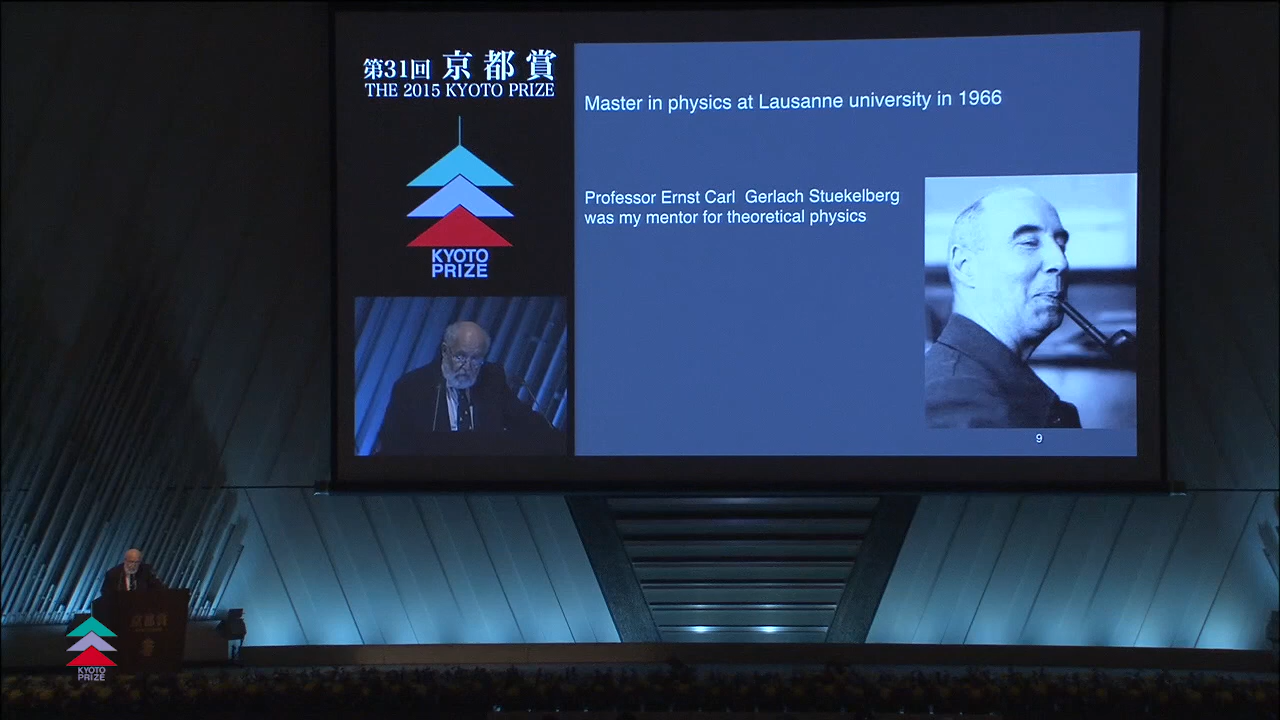 第31回 京都賞
THE 2015 KYOTO PRIZE
KYOTO
PRIZE
Master in physics at Lausanne university in 1966
Professor Ernst Carl Gerlach Stuekelberg
was my mentor for theoretical physics
9
京都賞
KYOTO
PRIZE